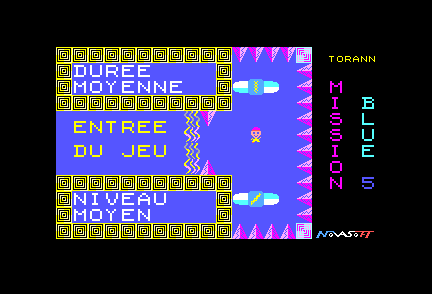 DUREE
MOYENNE
ENTREE
DU JEU
NIVEAU
MOYEN
TORANN
MISSION
BLUE 5
NOVASOFT